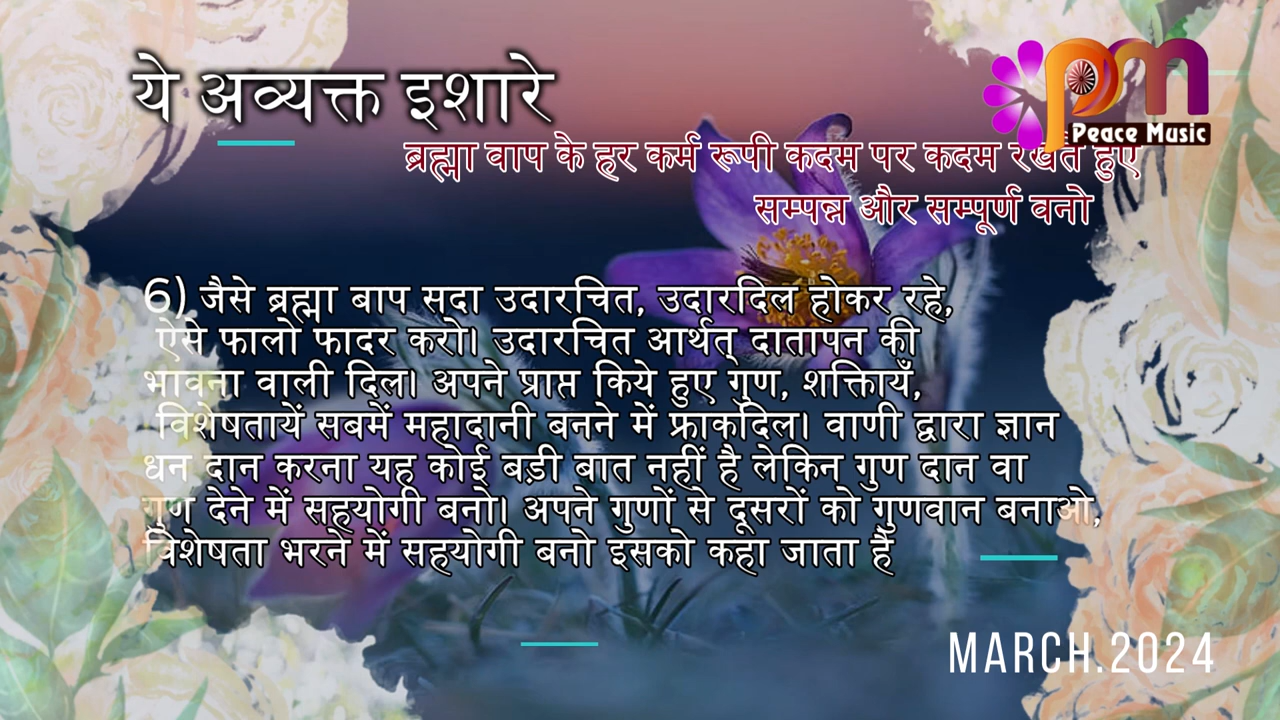 ये अव्यक्त इशारे
pm
Peace Music
ब्रह्मा वाप के हर कर्म रूपी कदम पर कदम रखते हुए
सम्पन्न और सम्पूर्ण वनो
6) जैसे ब्रह्मा बाप सदा उदारचित, उदारदिल होकर रहे,
ऐसे फालो फादर करो। उदारचित आर्थत् दातापन की
भावना वाली दिल। अपने प्राप्त किये हुए गुण, शक्तिायँ,
विशेषतायें सबमें महादानी बनने में फ्राकदिल। वाणी द्वारा ज्ञान
धन दान करना यह कोई बड़ी बात नहीं है लेकिन गुण दान वा
गुण देने में सहयोगी बनो। अपने गुणों से दूसरों को गुणवान बनाओ,
विशेषता भरने में सहयोगी बनो इसको कहा जाता है
MARCH.2024